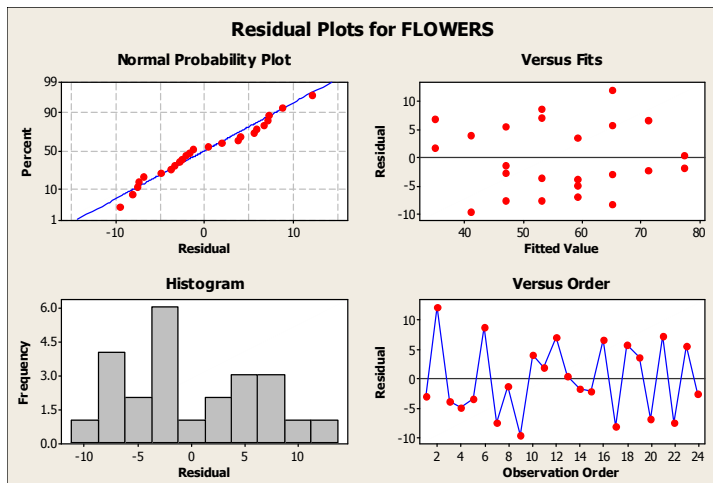 Residual Plots for FLOWERS
Normal Probability Plot
99
90
50
10
1
Percent
-10 0 10
Residual
Versus Fits
10
5
0
-5
-10
Residual
40 50 60 70 80
Fitted Value
Histogram
6.0
4.5
3.0
1.5
0.0
Frequency
-10 -5 0 5 10
Residual
Versus Order
10
5
0
-5
-10
Residual
2 4 6 8 10 12 14 16 18 20 22 24
Observation Order